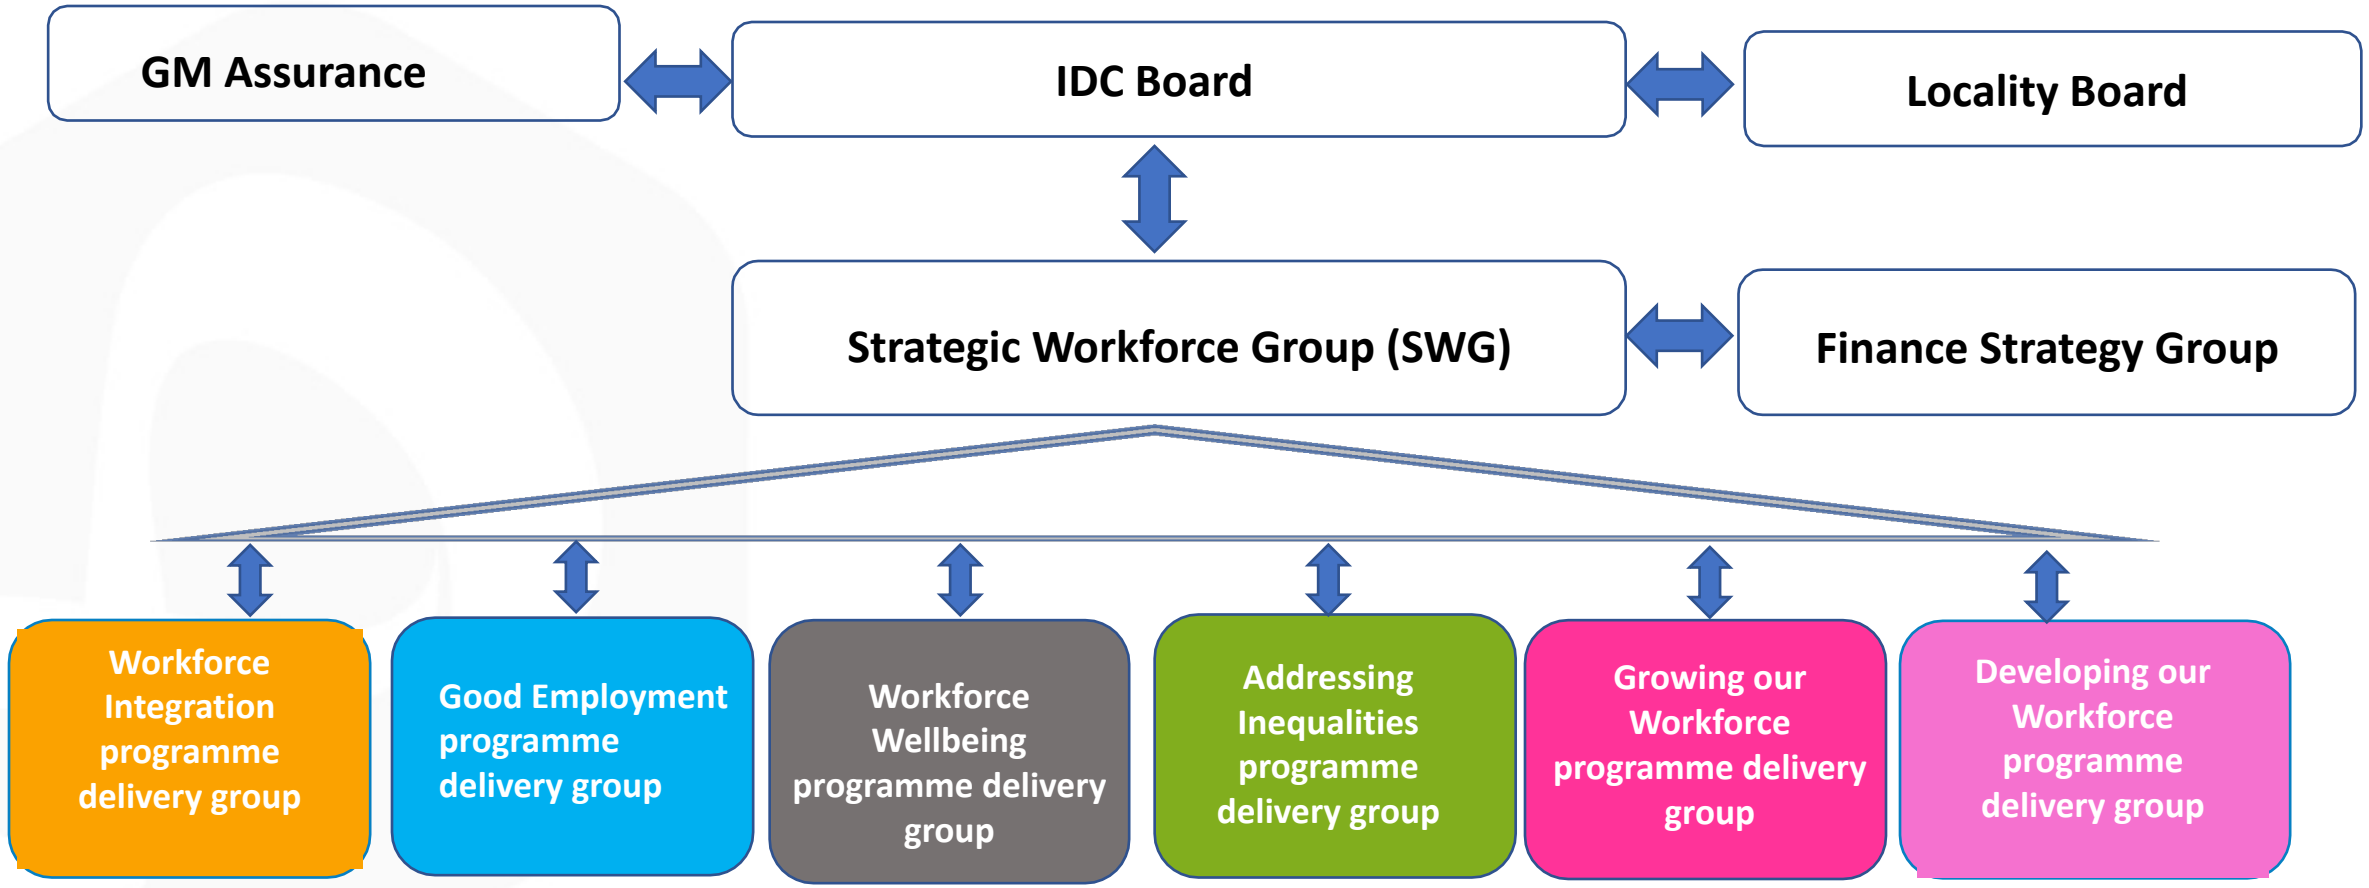 GM Assurance
IDC Board
Locality Board
Strategic Workforce Group (SWG)
Finance Strategy Group
Workforce
Integration
programme
delivery group
Good Employment
programme
delivery group
Workforce
Wellbeing
programme delivery
group
Addressing
Inequalities
programme
delivery group
Growing our
Workforce
programme delivery
group
Developing our
Workforce
programme
delivery group